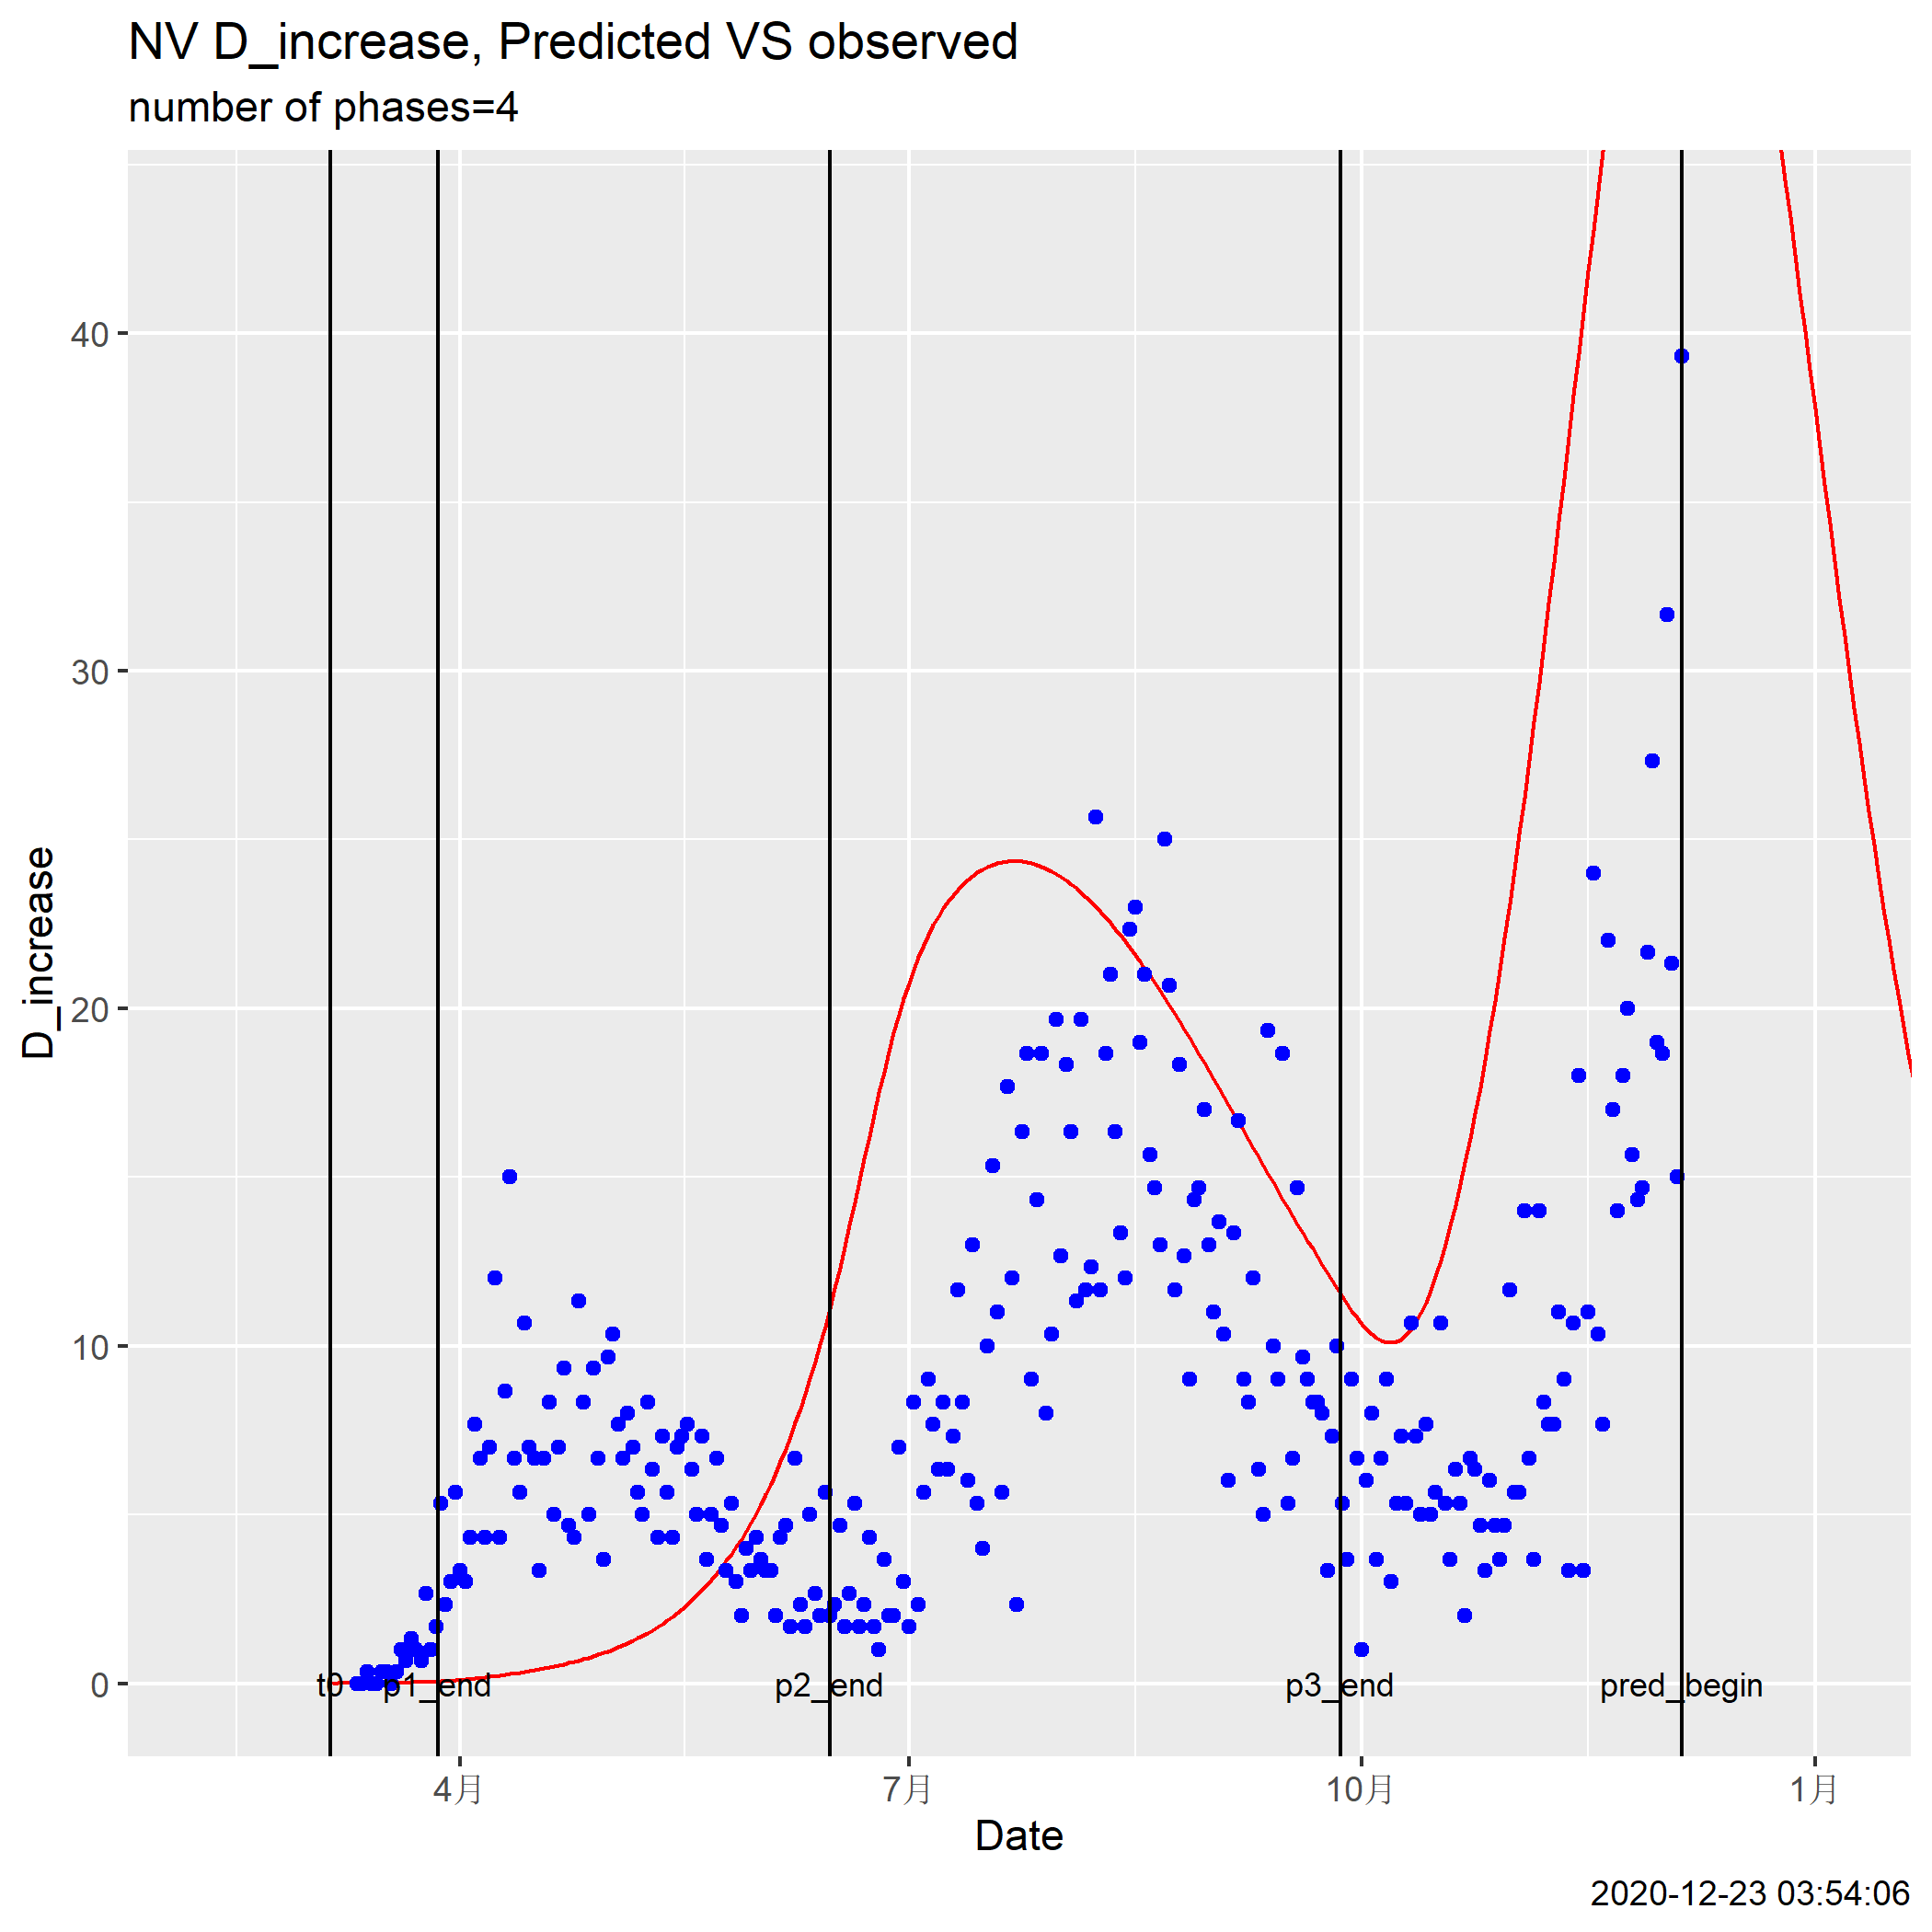 NV D_increase, Predicted VS observed
number of phases=4
D_increase
40
30
20
10
0
t0
p1_end
p2_end
p3_end
pred_begin
4月
7月
10月
1月
Date
2020-12-23 03:54:06